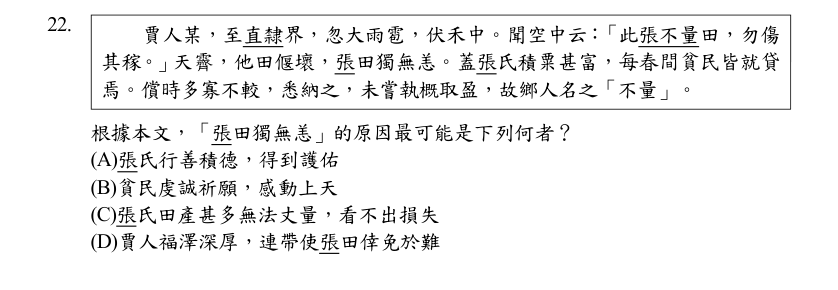 22.
賈人某，至直隸界，忽大雨雹，伏禾中。聞空中云：「此張不量田，勿傷
其稼。」天霽，他田偃壞，張田獨無恙。蓋張氏積粟甚富，每春間貧民皆就貸
焉。償時多寡不較，悉納之，未嘗執概取盈，故鄉人名之「不量」。
根據本文，「張田獨無恙」的原因最可能是下列何者？
(A)張氏行善積德，得到護佑
(B)貧民虔誠祈願，感動上天
(C)張氏田產甚多無法丈量，看不出損失
(D)賈人福澤深厚，連帶使張田倖免於難